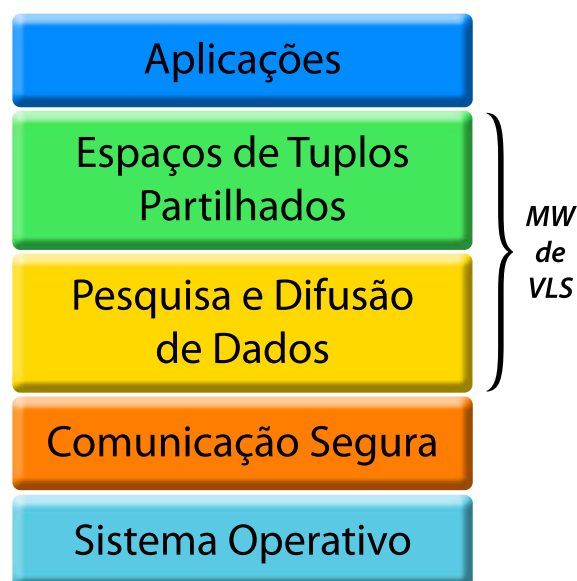 Aplicações
Espaços de Tuplos
Partilhados
MW
de
VLS
Pesquisa e Difusão
de Dados
Comunicação Segura
Sistema Operativo